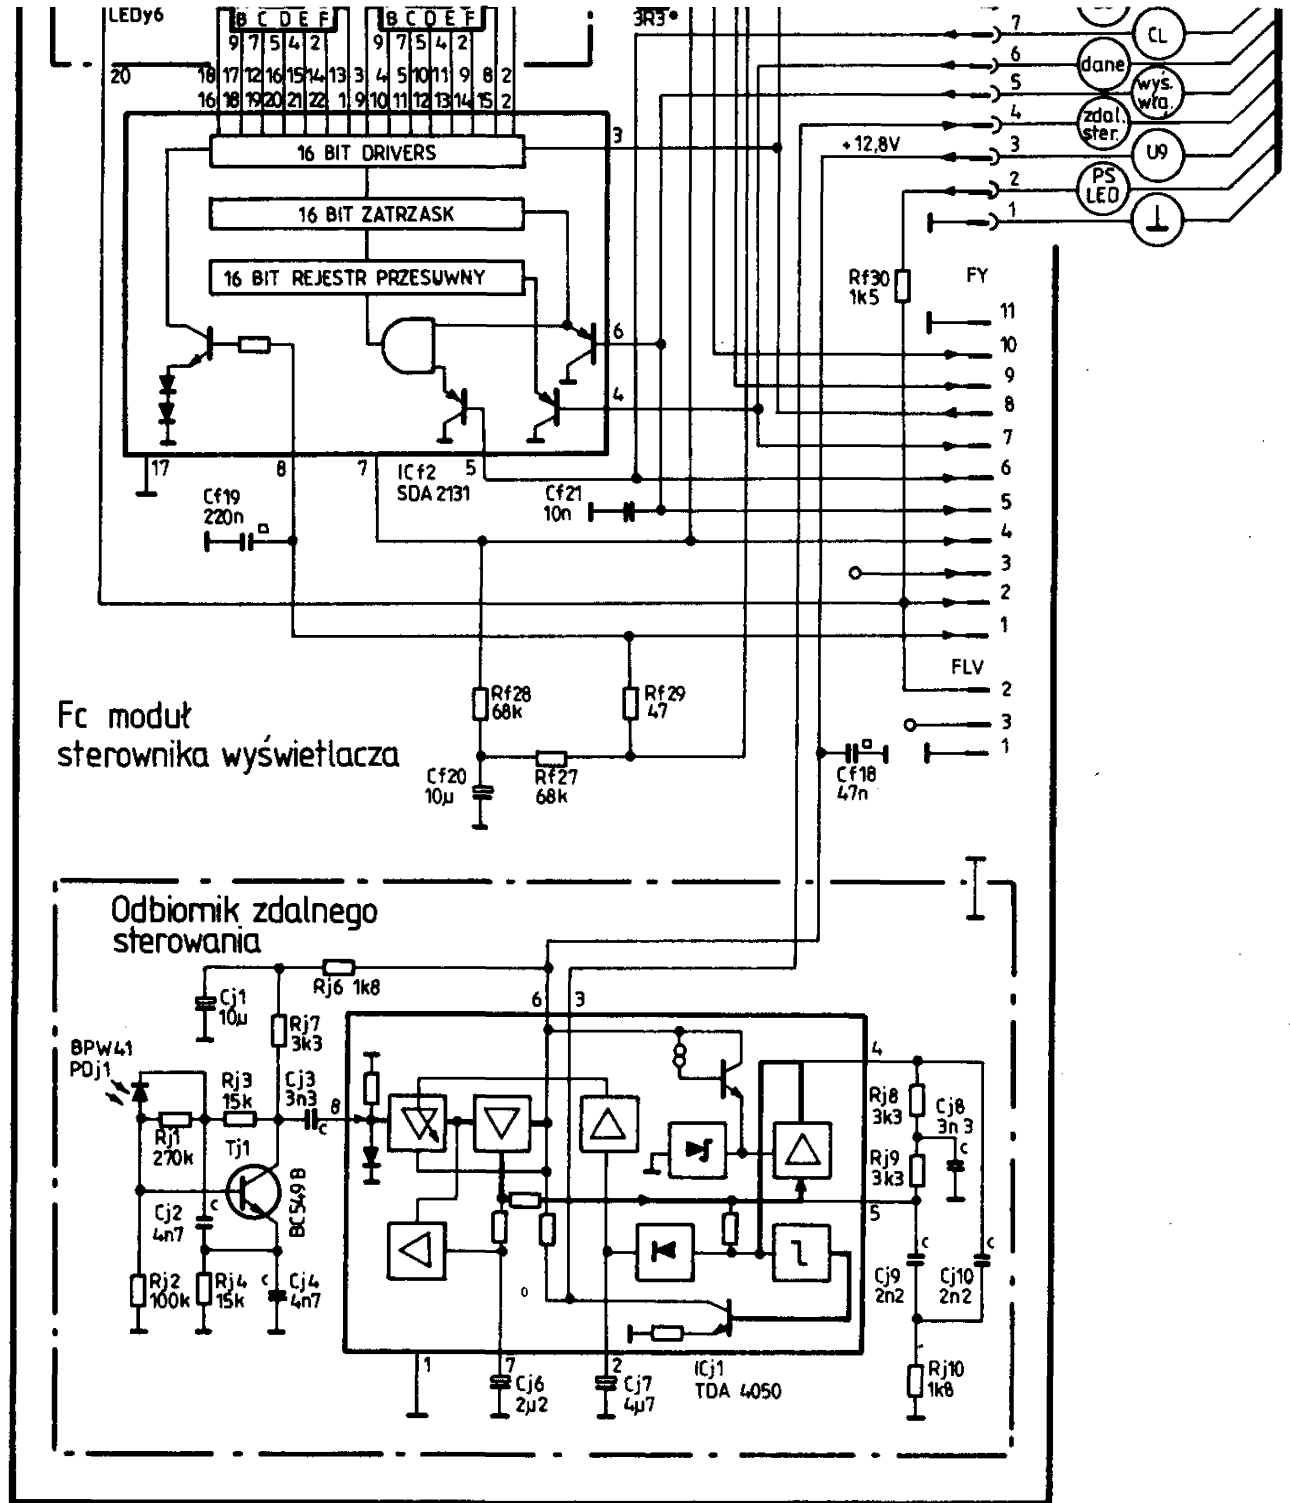 LEDy6
B C D E F
B C D E F
3R3
9 7 5 4 2
9 7 5 4 2
20
18 17 12 16 15 14 13 3 4 5 10 11 9 8 2
16 18 19 20 21 22 1 9 10 11 12 13 14 15 2
7
CL
6
dane
5
wyś.
wła.
4
zdal.
ster.
+12,8V
3
U9
2
PS
LED
1
3
16 BIT DRIVERS
16 BIT ZATRZASK
16 BIT REJESTR PRZESUWNY
6
4
17
8
7
5
ICf2
SDA 2131
Cf19
220n
Cf21
10n
Rf30
1k5
FY
11
10
9
8
7
6
5
4
3
2
1
FLV
2
3
1
Rf28
68k
Rf29
47
Rf27
68k
Cf20
10µ
Cf18
47n
Fc moduł
sterownika wyświetlacza
Odbiornik zdalnego
sterowania
Rj6 1k8
Cj1
10µ
Rj7
3k3
6 3
BPW41
PDj1
Rj3
15k
Cj3
3n3
c
8
4
Rj8
3k3
Cj8
3n3
c
Rj1
270k
Tj1
BC549B
Rj9
3k3
5
Cj2
4n7
c
Rj2
100k
Rj4
15k
c
Cj4
4n7
Cj9
2n2
c
Cj10
2n2
c
1
7
Cj6
2µ2
2
Cj7
4µ7
ICj1
TDA 4050
Rj10
1k8